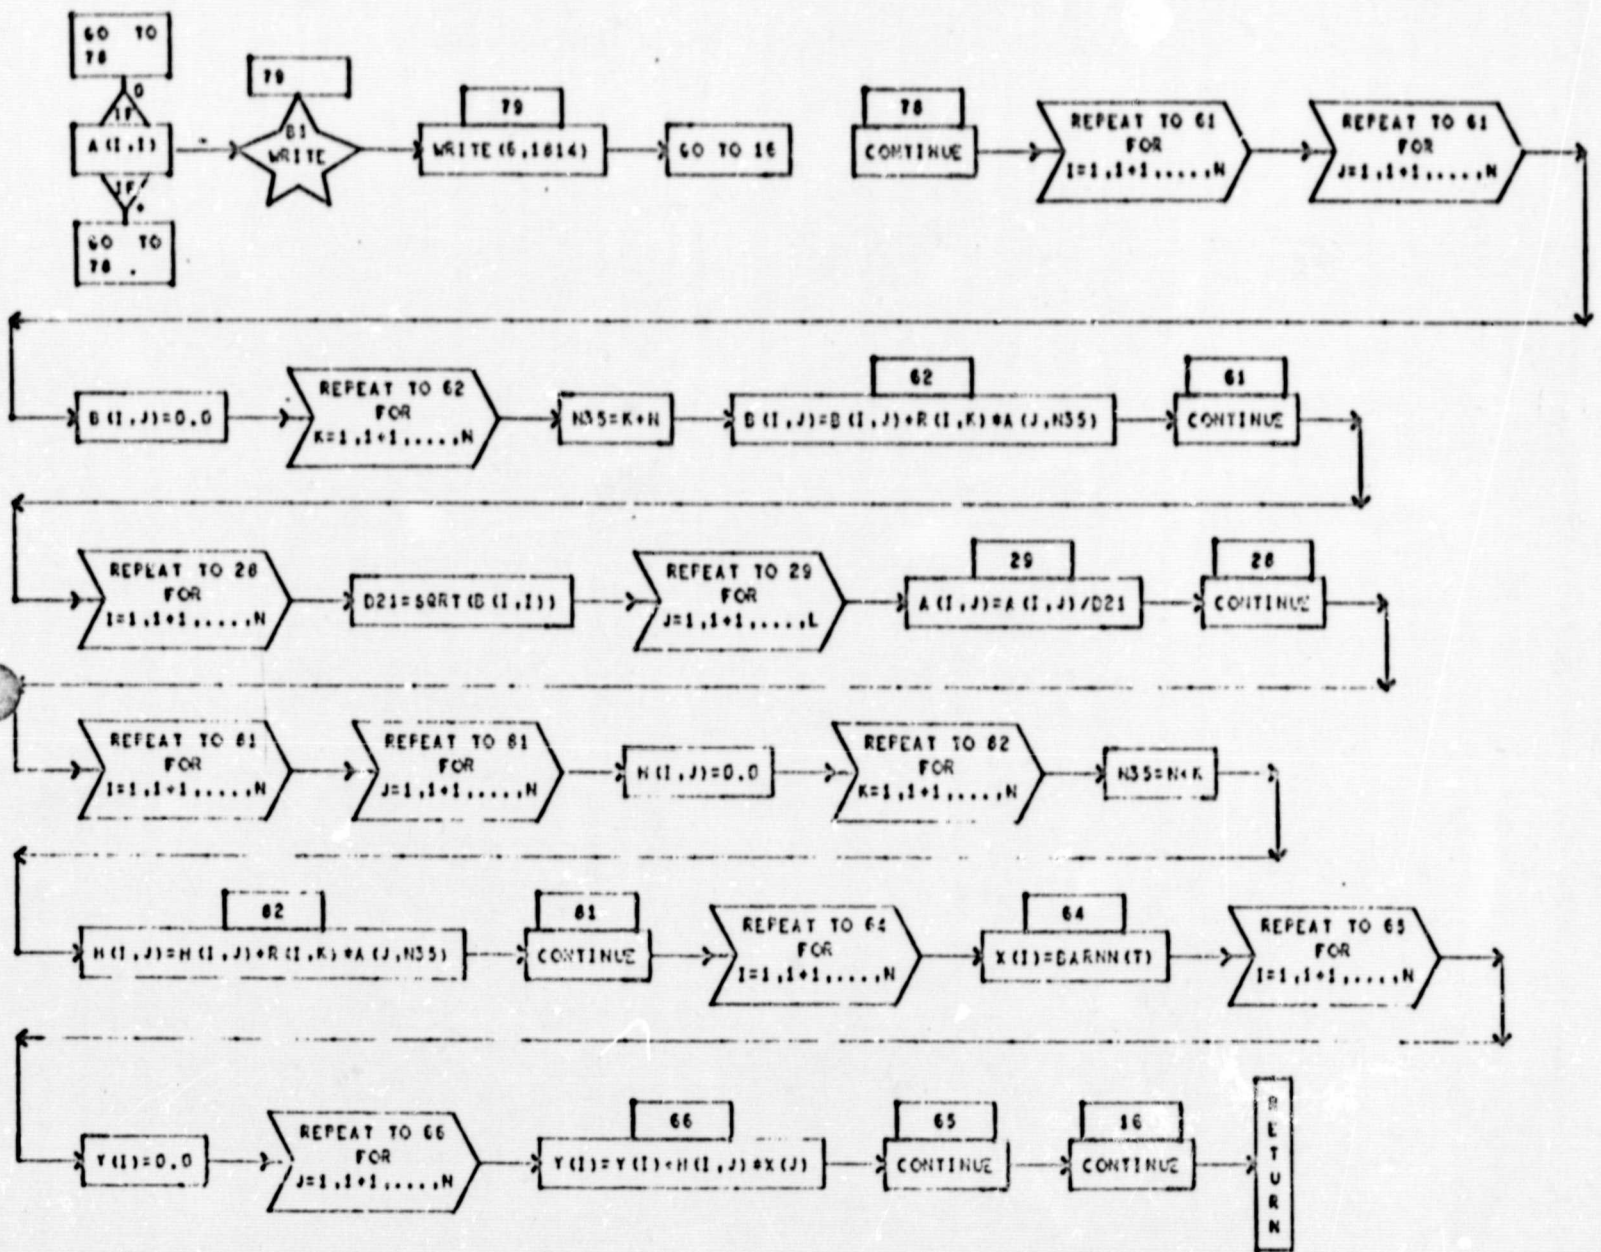 GO TO
78
0
IF
A(I,I)
-
IF
+
GO TO
78
79
B1
WRITE
79
WRITE(6,1814)
GO TO 16
78
CONTINUE
REPEAT TO 61
FOR
I=1,1+1,....,N
REPEAT TO 61
FOR
J=1,1+1,....,N
B(I,J)=0.0
REPEAT TO 62
FOR
K=1,1+1,....,N
N35=K+N
62
B(I,J)=B(I,J)+R(I,K)*A(J,N35)
61
CONTINUE
REPEAT TO 28
FOR
I=1,1+1,....,N
D21=SQRT(B(I,I))
REPEAT TO 29
FOR
J=1,1+1,....,L
29
A(I,J)=A(I,J)/D21
28
CONTINUE
REPEAT TO 81
FOR
I=1,1+1,....,N
REPEAT TO 81
FOR
J=1,1+1,....,N
H(I,J)=0.0
REPEAT TO 82
FOR
K=1,1+1,....,N
N35=N+K
82
H(I,J)=H(I,J)+R(I,K)*A(J,N35)
81
CONTINUE
REPEAT TO 64
FOR
I=1,1+1,....,N
64
X(I)=BARNN(T)
REPEAT TO 65
FOR
I=1,1+1,....,N
Y(I)=0.0
REPEAT TO 66
FOR
J=1,1+1,....,N
66
Y(I)=Y(I)+H(I,J)*X(J)
65
CONTINUE
16
CONTINUE
RETURN